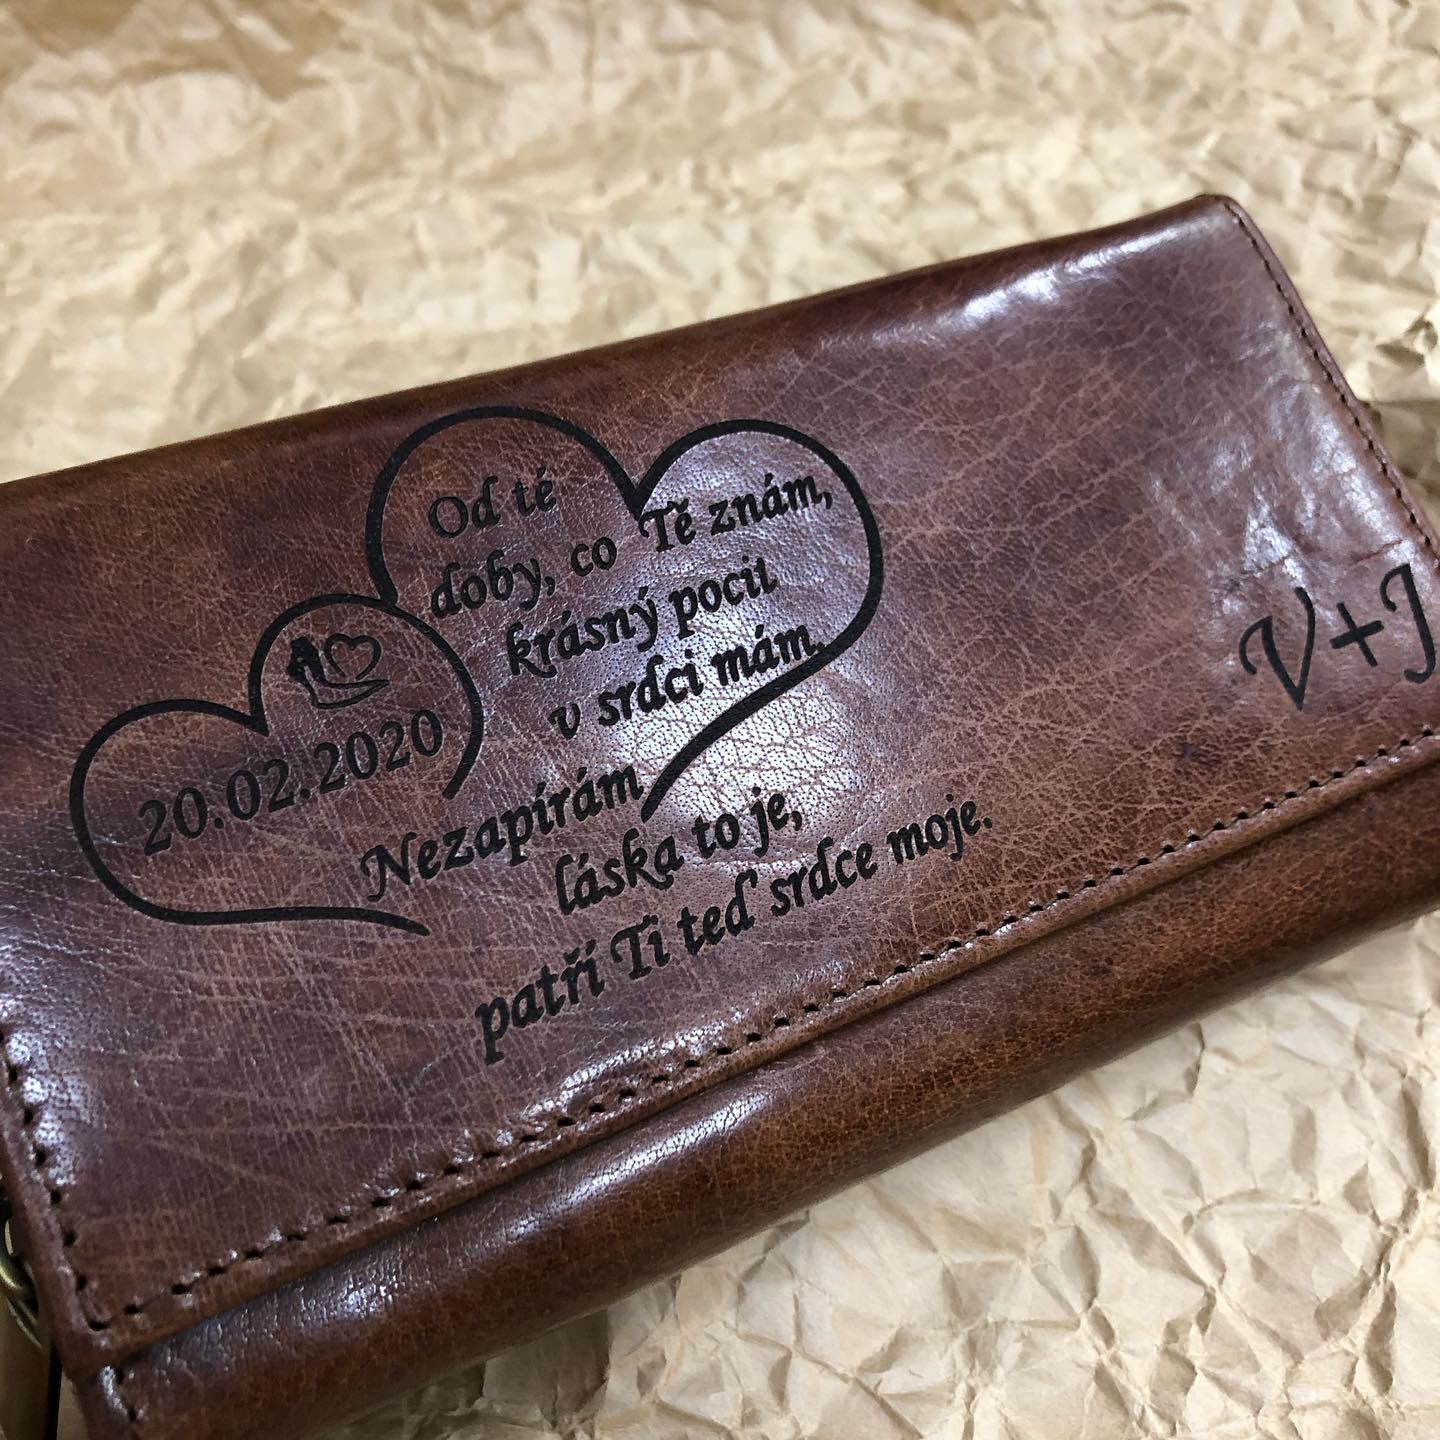 Od té
doby, co Tě znám,
krásný pocit
v srdci mám.
20.02.2020
Nezapírám
láska to je,
patří Ti teď srdce moje.
V+J